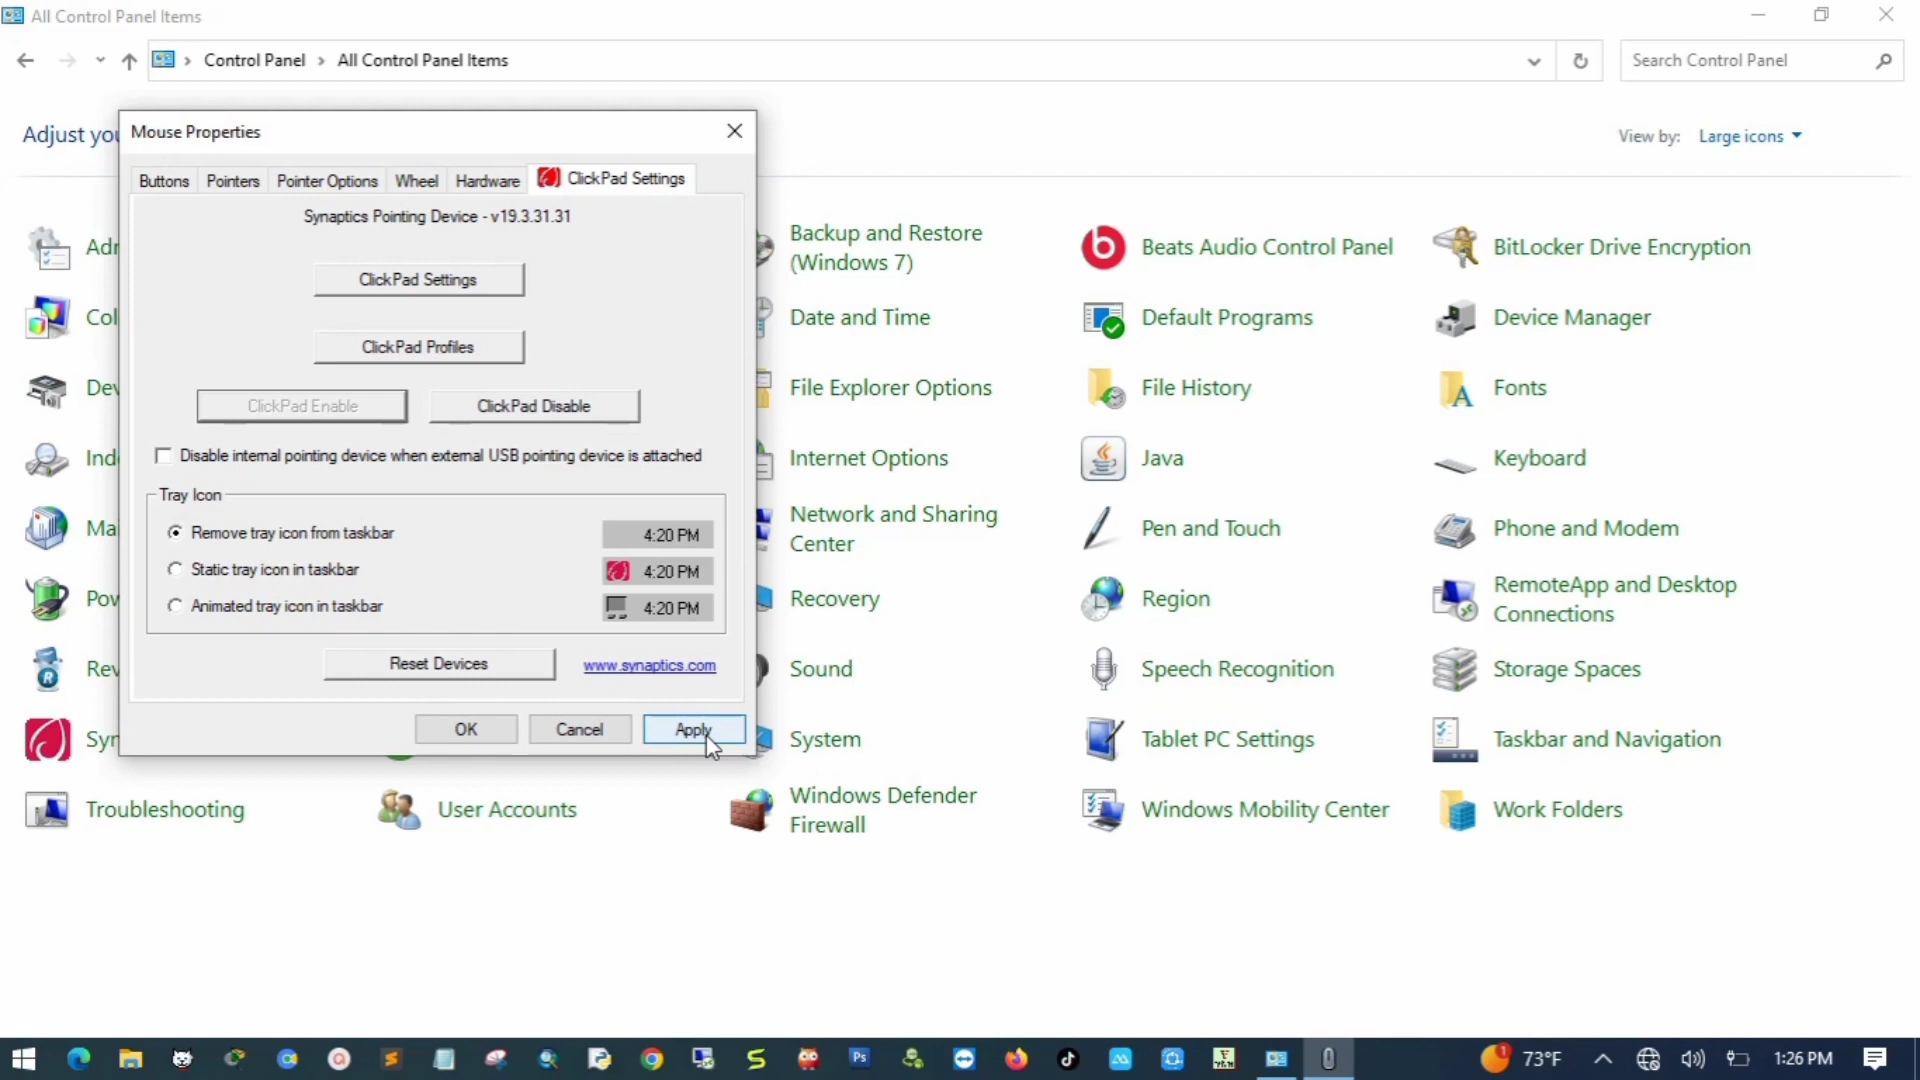 All Control Panel Items
Control Panel > All Control Panel Items
Search Control Panel
Adjust you
View by: Large icons
Mouse Properties
Buttons Pointers Pointer Options Wheel Hardware ClickPad Settings
Synaptics Pointing Device - v19.3.31.31
ClickPad Settings
ClickPad Profiles
ClickPad Enable ClickPad Disable
Disable internal pointing device when external USB pointing device is attached
Tray Icon
Remove tray icon from taskbar 4:20 PM
Static tray icon in taskbar 4:20 PM
Animated tray icon in taskbar 4:20 PM
Reset Devices www.synaptics.com
OK Cancel Apply
Backup and Restore
(Windows 7)
Beats Audio Control Panel
BitLocker Drive Encryption
Col
Date and Time
Default Programs
Device Manager
Dev
File Explorer Options
File History
Fonts
Ind
Internet Options
Java
Keyboard
Ma
Network and Sharing
Center
Pen and Touch
Phone and Modem
Pow
Recovery
Region
RemoteApp and Desktop
Connections
Sound
Speech Recognition
Storage Spaces
Syn
System
Tablet PC Settings
Taskbar and Navigation
Troubleshooting
User Accounts
Windows Defender
Firewall
Windows Mobility Center
Work Folders
73°F
1:26 PM